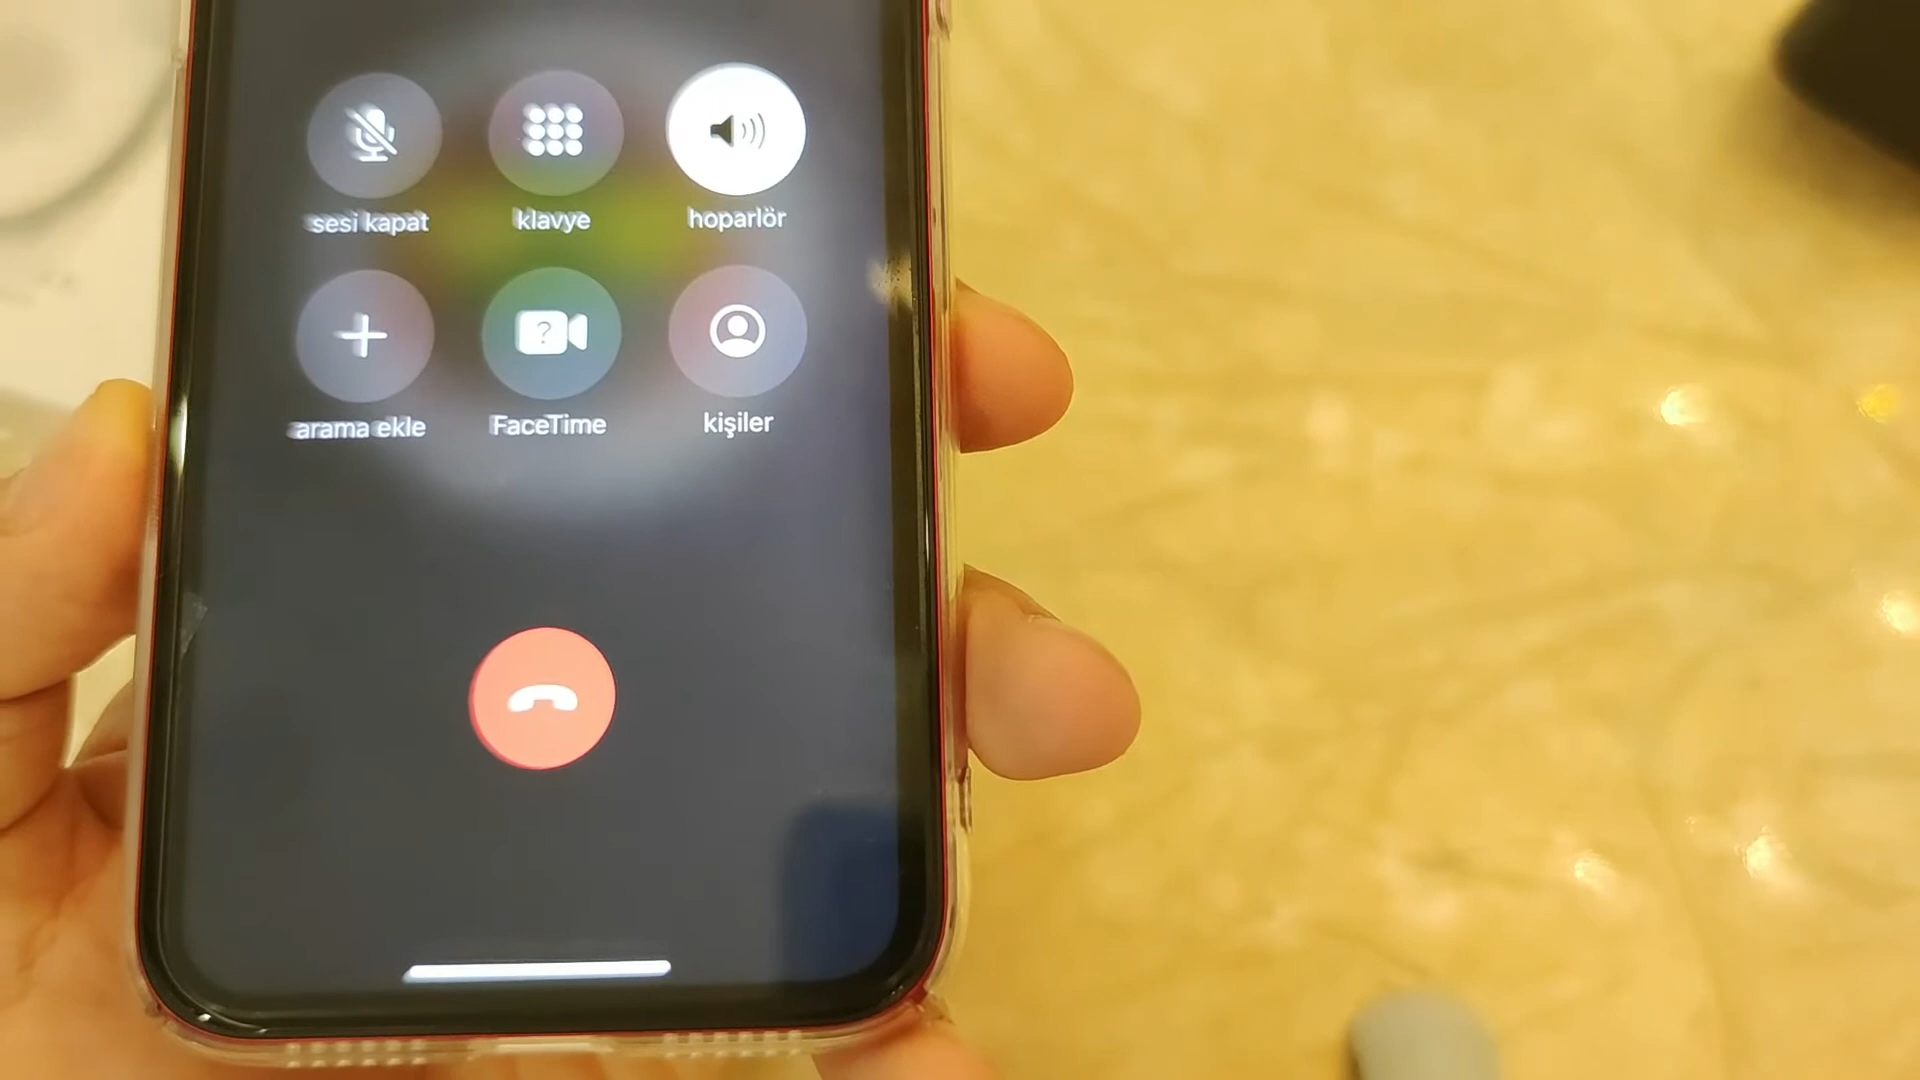 sesi kapat
klavye
hoparlör
arama ekle
FaceTime
kişiler